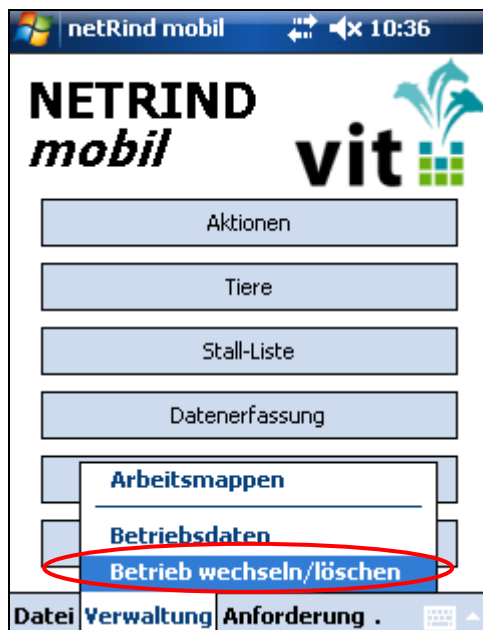 netRind mobil 10:36
NETRIND
mobil
vit
Aktionen
Tiere
Stall-Liste
Datenerfassung
Arbeitsmappen
Betriebsdaten
Betrieb wechseln/löschen
Datei Verwaltung Anforderung .